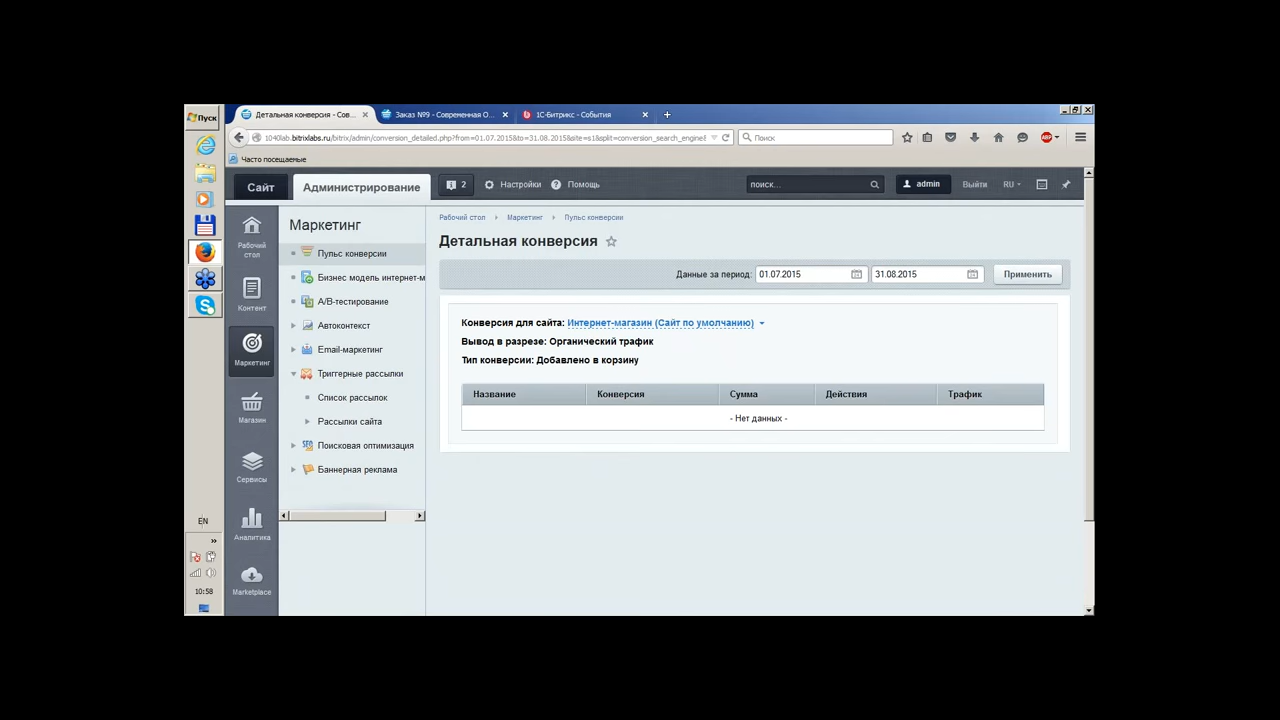 Пуск
Детальная конверсия - Сов...
Заказ №9 - Современная О...
1С-Битрикс - События
1040lab.bitrixlabs.ru/bitrix/admin/conversion_detailed.php?from=01.07.2015&to=31.08.2015&site=s1&split=conversion_search_engine&
Поиск
ABP
Часто посещаемые
Сайт
Администрирование
2
Настройки
Помощь
поиск...
admin
Выйти
RU
Рабочий стол
Контент
Маркетинг
Магазин
Сервисы
Аналитика
Marketplace
Маркетинг
Пульс конверсии
Бизнес модель интернет-м
A/B-тестирование
Автоконтекст
Email-маркетинг
Триггерные рассылки
Список рассылок
Рассылки сайта
Поисковая оптимизация
Баннерная реклама
Рабочий стол
Маркетинг
Пульс конверсии
Детальная конверсия
Данные за период: 01.07.2015 31.08.2015 Применить
Конверсия для сайта: Интернет-магазин (Сайт по умолчанию)
Вывод в разрезе: Органический трафик
Тип конверсии: Добавлено в корзину
Название Конверсия Сумма Действия Трафик
- Нет данных -
EN
10:58